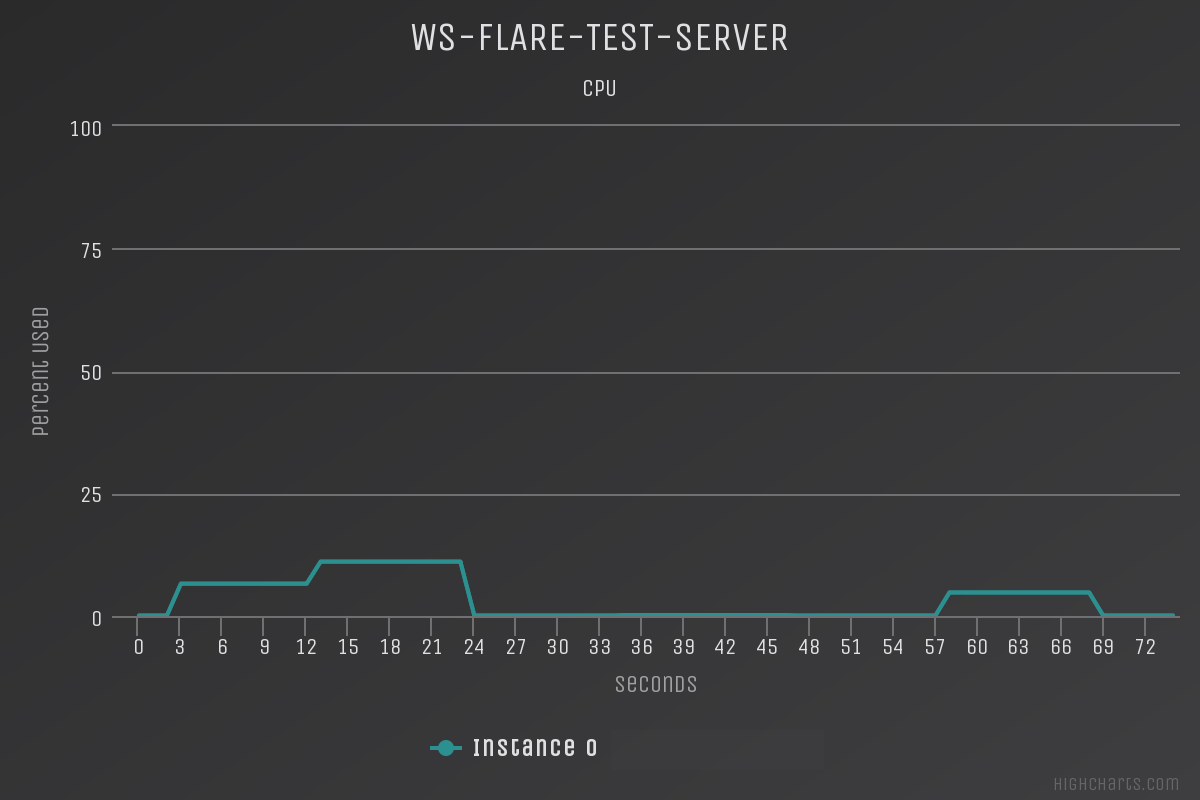 WS-FLARE-TEST-SERVER
CPU
100
75
50
25
0
Percent Used
0 3 6 9 12 15 18 21 24 27 30 33 36 39 42 45 48 51 54 57 60 63 66 69 72
Seconds
Instance 0
Highcharts.com